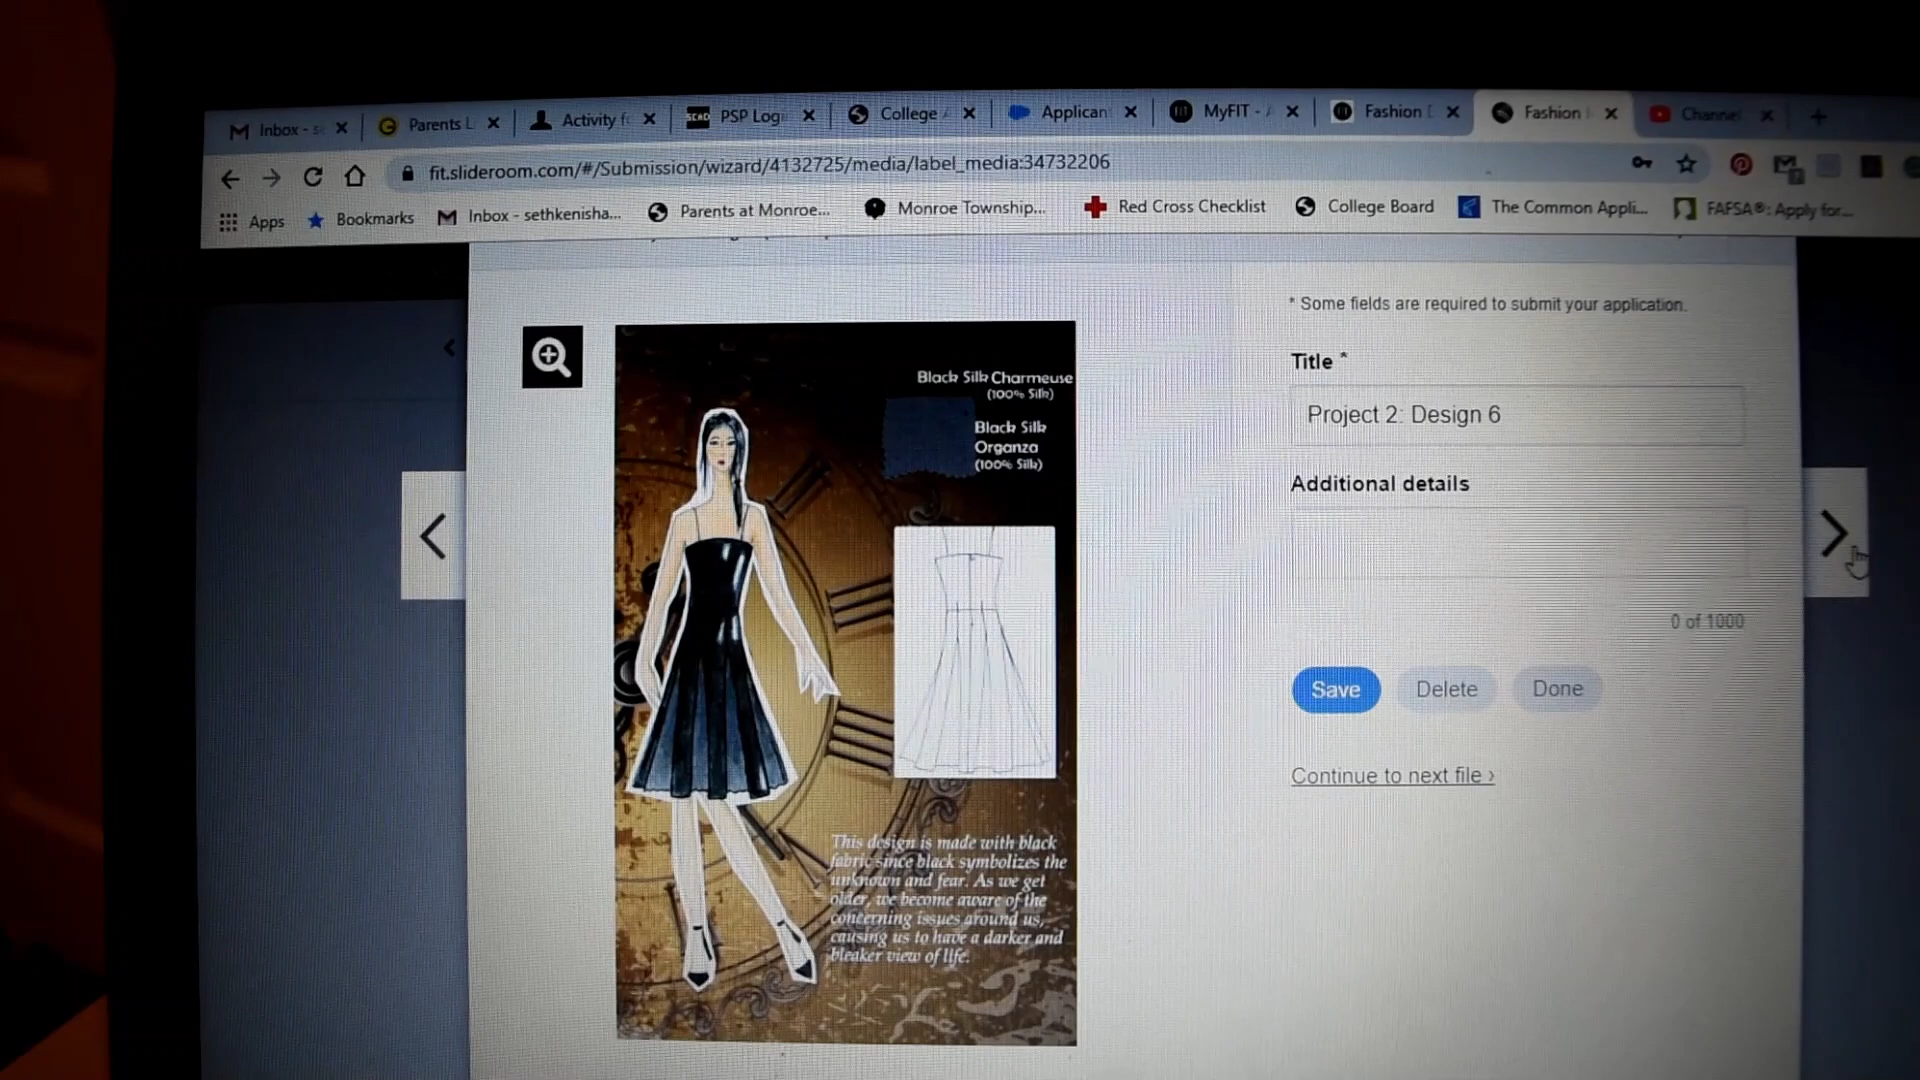 Inbox - s
Parents L
Activity fo
PSP Logi
College A
Applican
MyFIT - A
Fashion D
Fashion
Channel
fit.slideroom.com/#/Submission/wizard/4132725/media/label_media:34732206
Apps
Bookmarks
Inbox - sethkenisha...
Parents at Monroe...
Monroe Township...
Red Cross Checklist
College Board
The Common Appli...
FAFSA®: Apply for...
* Some fields are required to submit your application.
Title *
Project 2: Design 6
Additional details
0 of 1000
Save
Delete
Done
Continue to next file ›
Black Silk Charmeuse
(100% Silk)
Black Silk
Organza
(100% Silk)
This design is made with black
fabric since black symbolizes the
unknown and fear. As we get
older, we become aware of the
concerning issues around us,
causing us to have a darker and
bleaker view of life.